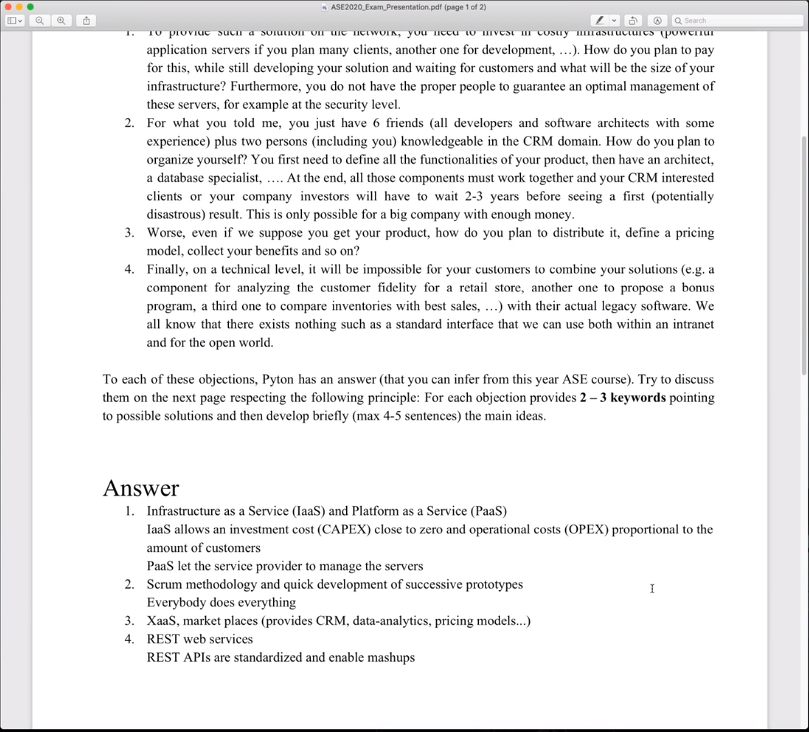 ASE2020_Exam_Presentation.pdf (page 1 of 2)
Search
1. To provide such a solution on the network, you need to invest in costly infrastructures (powerful
application servers if you plan many clients, another one for development, …). How do you plan to pay
for this, while still developing your solution and waiting for customers and what will be the size of your
infrastructure? Furthermore, you do not have the proper people to guarantee an optimal management of
these servers, for example at the security level.
2. For what you told me, you just have 6 friends (all developers and software architects with some
experience) plus two persons (including you) knowledgeable in the CRM domain. How do you plan to
organize yourself? You first need to define all the functionalities of your product, then have an architect,
a database specialist, …. At the end, all those components must work together and your CRM interested
clients or your company investors will have to wait 2-3 years before seeing a first (potentially
disastrous) result. This is only possible for a big company with enough money.
3. Worse, even if we suppose you get your product, how do you plan to distribute it, define a pricing
model, collect your benefits and so on?
4. Finally, on a technical level, it will be impossible for your customers to combine your solutions (e.g. a
component for analyzing the customer fidelity for a retail store, another one to propose a bonus
program, a third one to compare inventories with best sales, …) with their actual legacy software. We
all know that there exists nothing such as a standard interface that we can use both within an intranet
and for the open world.
To each of these objections, Pyton has an answer (that you can infer from this year ASE course). Try to discuss
them on the next page respecting the following principle: For each objection provides 2 – 3 keywords pointing
to possible solutions and then develop briefly (max 4-5 sentences) the main ideas.
Answer
1. Infrastructure as a Service (IaaS) and Platform as a Service (PaaS)
IaaS allows an investment cost (CAPEX) close to zero and operational costs (OPEX) proportional to the
amount of customers
PaaS let the service provider to manage the servers
2. Scrum methodology and quick development of successive prototypes
Everybody does everything
3. XaaS, market places (provides CRM, data-analytics, pricing models...)
4. REST web services
REST APIs are standardized and enable mashups